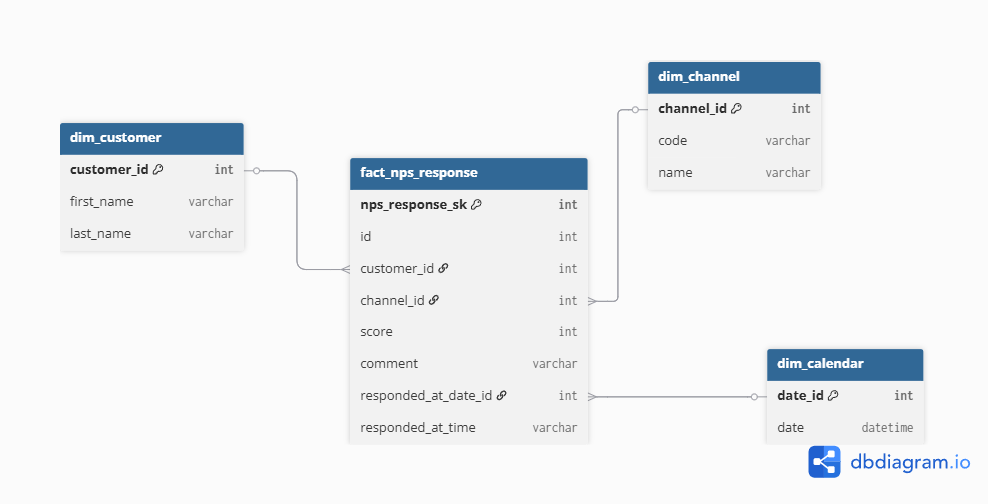 dim_customer
customer_id int
first_name varchar
last_name varchar
fact_nps_response
nps_response_sk int
id int
customer_id int
channel_id int
score int
comment varchar
responded_at_date_id int
responded_at_time varchar
dim_channel
channel_id int
code varchar
name varchar
dim_calendar
date_id int
date datetime
dbdiagram.io